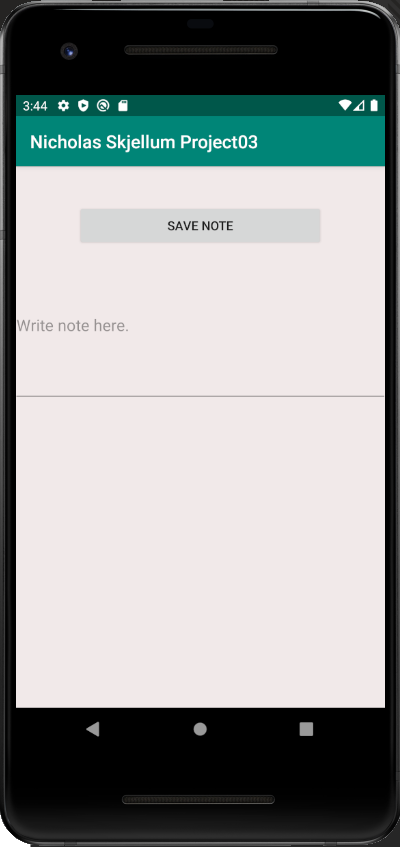 3:44
Nicholas Skjellum Project03
SAVE NOTE
Write note here.